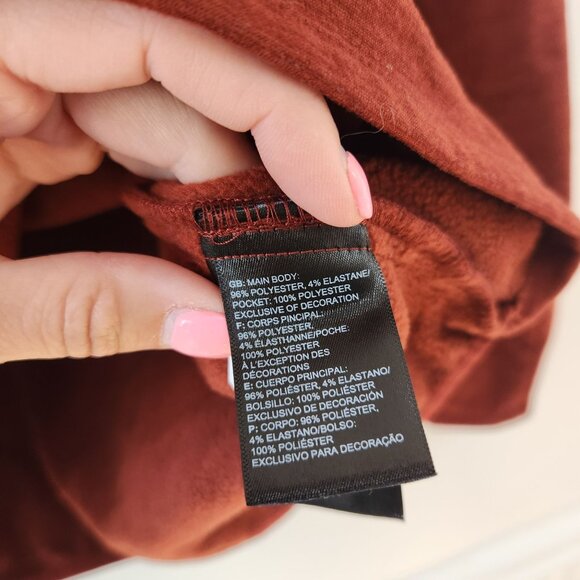 GB: MAIN BODY:
96% POLYESTER, 4% ELASTANE/
POCKET: 100% POLYESTER
EXCLUSIVE OF DECORATION
F: CORPS PINCIPAL:
96% POLYESTER,
4% ÉLASTHANNE/POCHE:
100% POLYESTER
À L'EXCEPTION DES
DÉCORATIONS
E: CUERPO PRINCIPAL:
96% POLIÉSTER, 4% ELASTANO/
BOLSILLO: 100% POLIÉSTER
EXCLUSIVO DE DECORACIÓN
P: CORPO: 96% POLIÉSTER,
4% ELASTANO/BOLSO:
100% POLIÉSTER
EXCLUSIVO PARA DECORAÇÃO